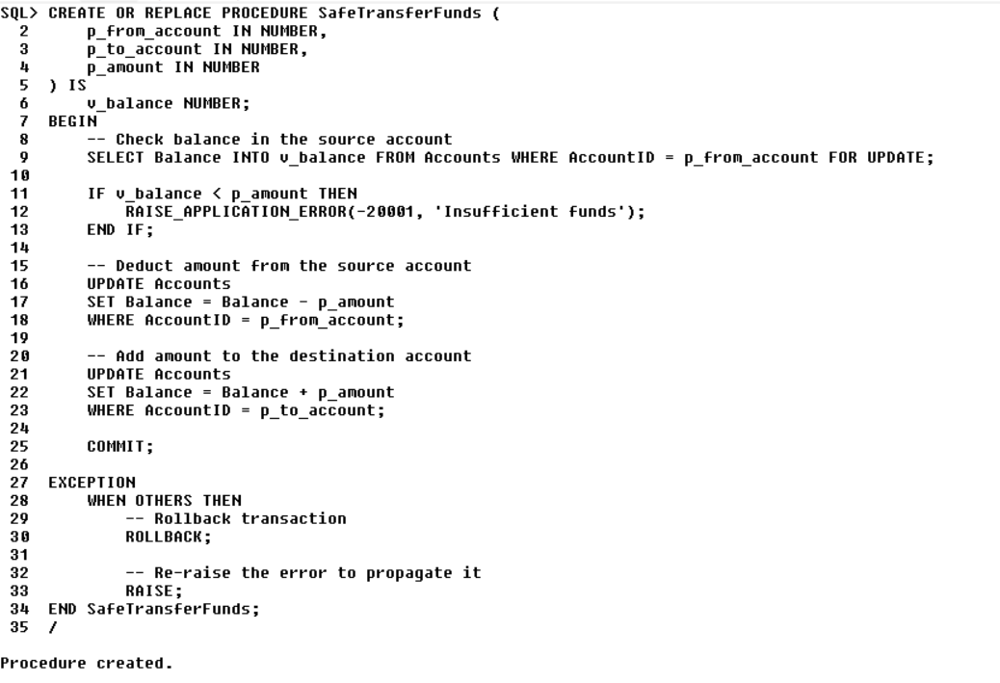 SQL> CREATE OR REPLACE PROCEDURE SafeTransferFunds (
  2      p_from_account IN NUMBER,
  3      p_to_account IN NUMBER,
  4      p_amount IN NUMBER
  5  ) IS
  6      v_balance NUMBER;
  7  BEGIN
  8      -- Check balance in the source account
  9      SELECT Balance INTO v_balance FROM Accounts WHERE AccountID = p_from_account FOR UPDATE;
 10
 11      IF v_balance < p_amount THEN
 12          RAISE_APPLICATION_ERROR(-20001, 'Insufficient funds');
 13      END IF;
 14
 15      -- Deduct amount from the source account
 16      UPDATE Accounts
 17      SET Balance = Balance - p_amount
 18      WHERE AccountID = p_from_account;
 19
 20      -- Add amount to the destination account
 21      UPDATE Accounts
 22      SET Balance = Balance + p_amount
 23      WHERE AccountID = p_to_account;
 24
 25      COMMIT;
 26
 27  EXCEPTION
 28      WHEN OTHERS THEN
 29          -- Rollback transaction
 30          ROLLBACK;
 31
 32          -- Re-raise the error to propagate it
 33          RAISE;
 34  END SafeTransferFunds;
 35  /
Procedure created.